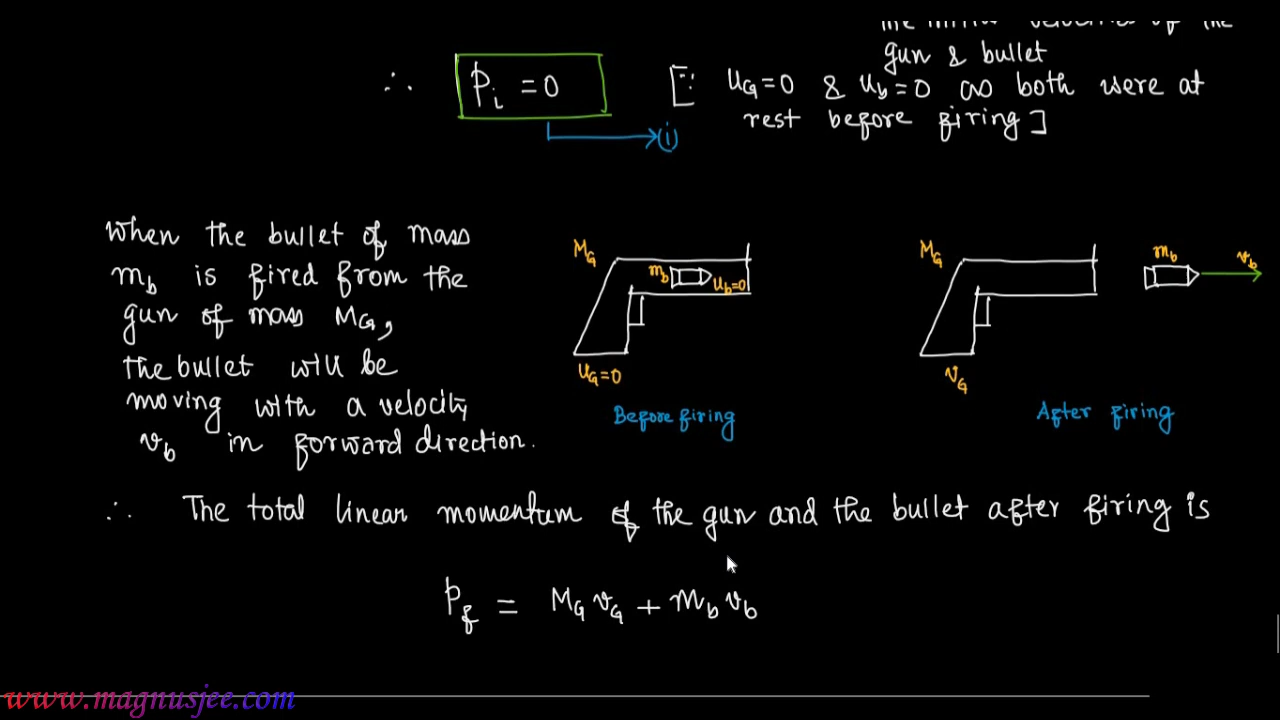 gun & bullet
∴ Pᵢ = 0 [∵ u_G=0 & u_b=0 as both were at
rest before firing]
(i)
When the bullet of mass
m_b is fired from the
gun of mass M_G,
the bullet will be
moving with a velocity
v_b in forward direction.
M_G
m_b
u_b=0
u_G=0
Before firing
M_G
m_b
v_b
v_G
After firing
∴ The total linear momentum of the gun and the bullet after firing is
P_f = M_G v_G + m_b v_b
www.magnusjee.com